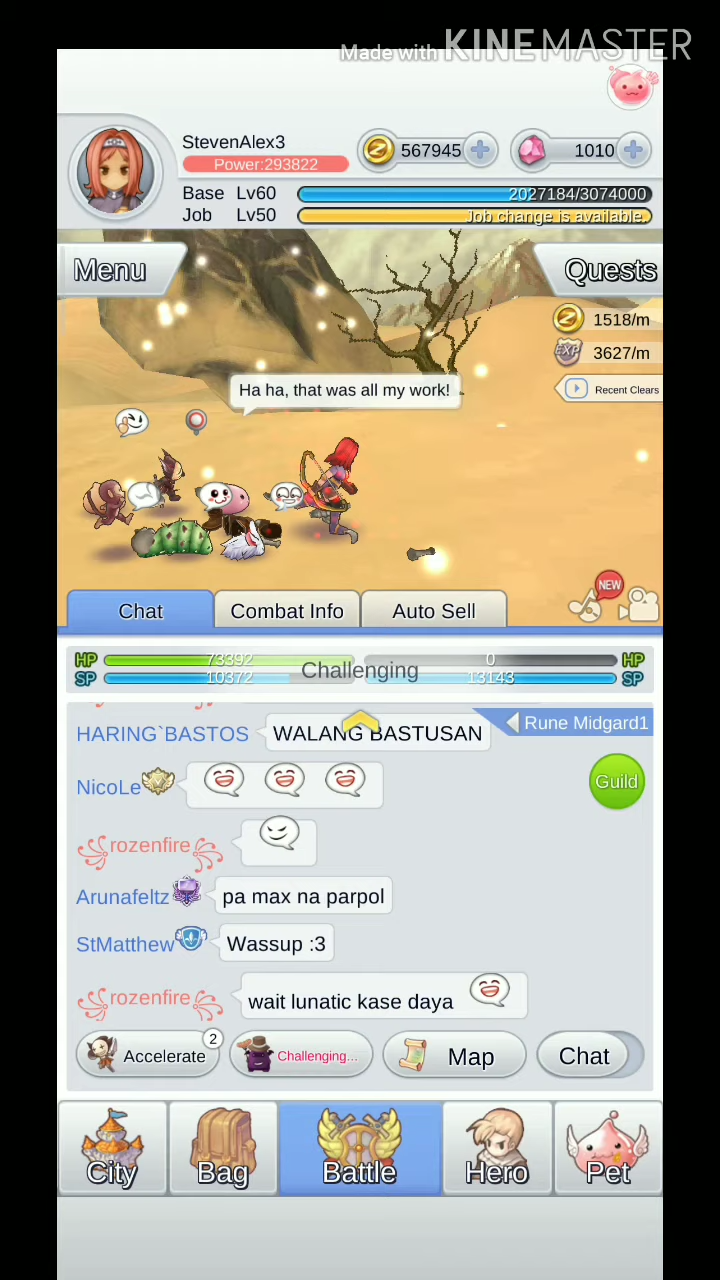 Made with KINEMASTER
StevenAlex3
567945
1010
Power:293822
Base Lv60
2027184/3074000
Job Lv50
Job change is available.
Menu
Quests
1518/m
EXP
3627/m
Recent Clears
Ha ha, that was all my work!
NEW
Chat
Combat Info
Auto Sell
HP 73392
0 HP
Challenging
SP 10372
13143 SP
HARING`BASTOS
WALANG BASTUSAN
Rune Midgard1
NicoLe
Guild
rozenfire
Arunafeltz
pa max na parpol
StMatthew
Wassup :3
rozenfire
wait lunatic kase daya
Accelerate
2
Challenging...
Map
Chat
City
Bag
Battle
Hero
Pet